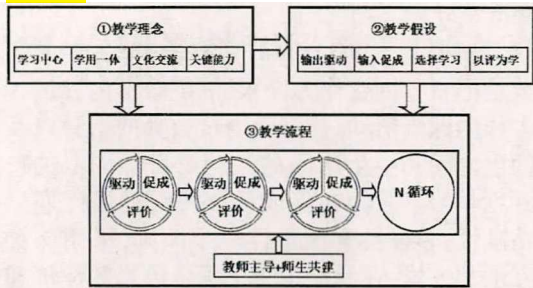 ①教学理念
学习中心 学用一体 文化交流 关键能力
②教学假设
输出驱动 输入促成 选择学习 以评为学
③教学流程
驱动 促成 评价
驱动 促成 评价
驱动 促成 评价
N 循环
教师主导+师生共建